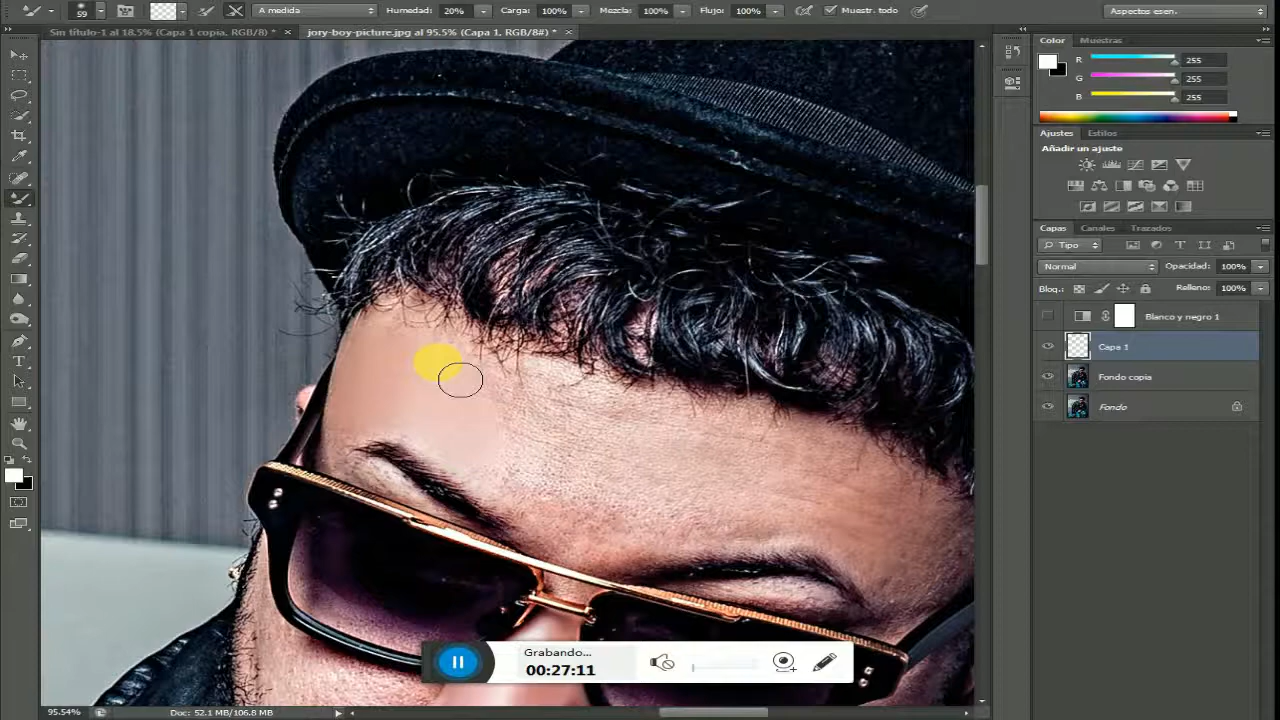 59 A medida Humedad: 20% Carga: 100% Mezcla: 100% Flujo: 100% Muestr. todo Aspectos esen.
Sin título-1 al 18.5% (Capa 1 copia, RGB/8) * × jory-boy-picture.jpg al 95.5% (Capa 1, RGB/8#) * ×
Color Muestras
R 255
G 255
B 255
Ajustes Estilos
Añadir un ajuste
Capas Canales Trazados
Tipo
Normal Opacidad: 100%
Bloq.: Relleno: 100%
Blanco y negro 1
Capa 1
Fondo copia
Fondo
Grabando...
00:27:11
95.54% Doc: 52.1 MB/106.8 MB